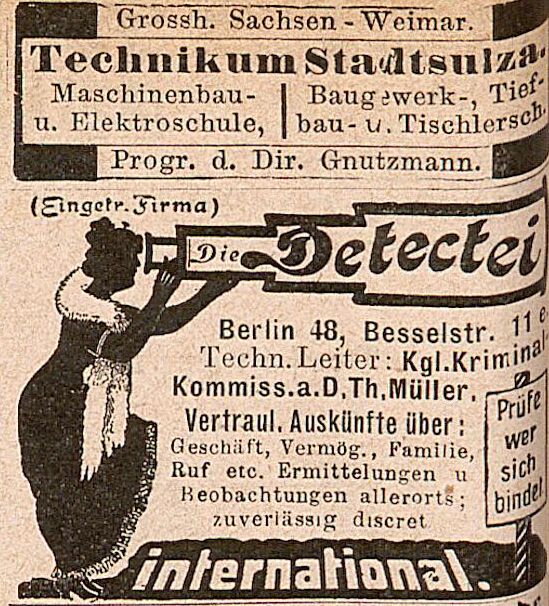 Grossh. Sachsen-Weimar.
Technikum Stadtsulza.
Maschinenbau-
u. Elektroschule,
Baugewerk-, Tief-
bau- u. Tischlersch.
Progr. d. Dir. Gnutzmann.
(Eingetr. Firma)
Die Detectei
Berlin 48, Besselstr. 11
Techn. Leiter: Kgl. Kriminal-
Kommiss. a. D. Th. Müller.
Vertraul. Auskünfte über:
Geschäft, Vermög., Familie,
Ruf etc. Ermittelungen u
Beobachtungen allerorts;
zuverlässig discret
Prüfe
wer
sich
bindet
international.